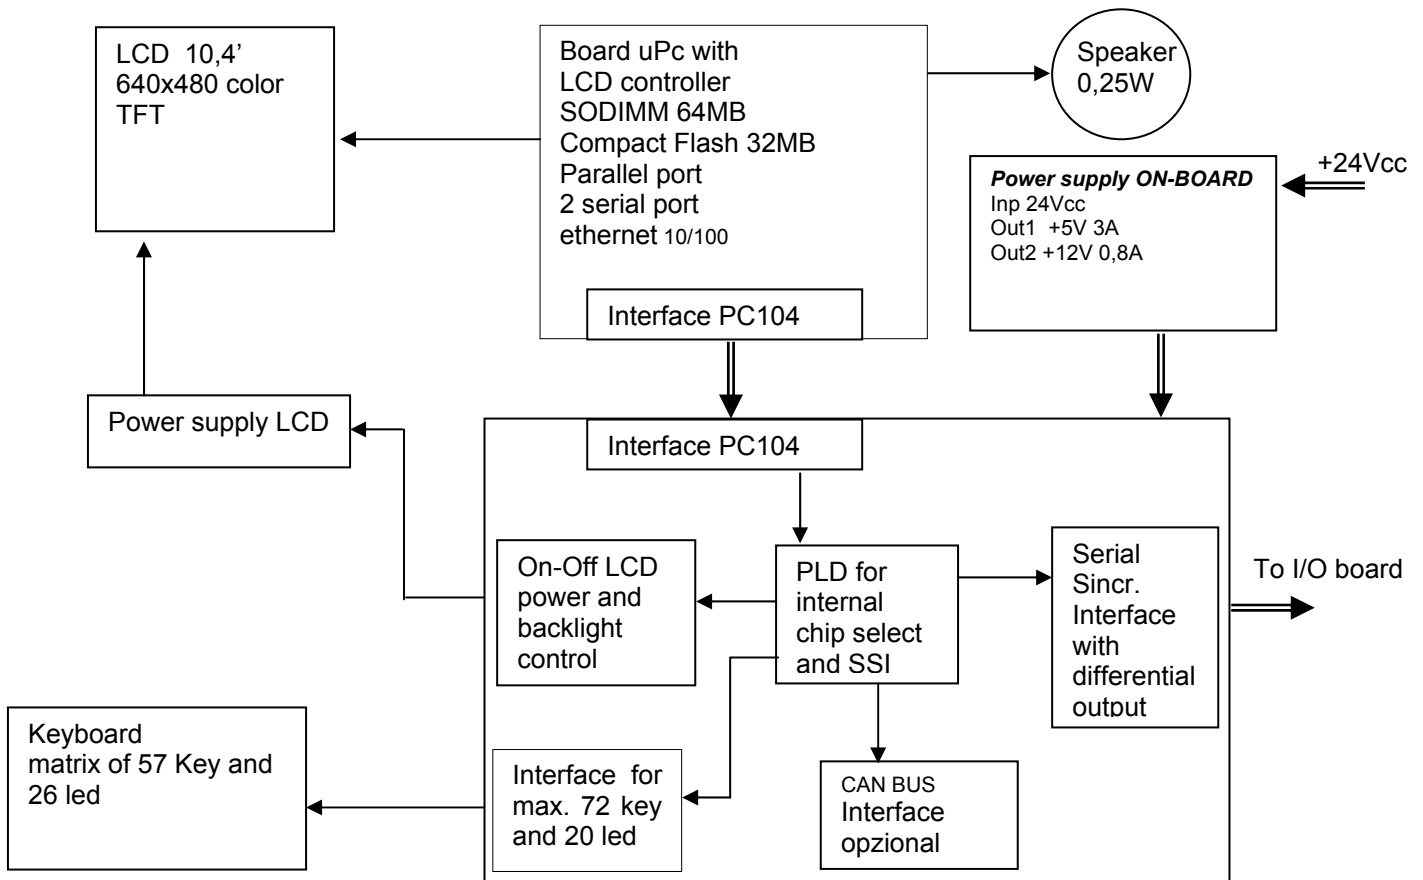 LCD 10,4'
640x480 color
TFT
Board uPc with
LCD controller
SODIMM 64MB
Compact Flash 32MB
Parallel port
2 serial port
ethernet 10/100
Interface PC104
Speaker
0,25W
+24Vcc
Power supply ON-BOARD
Inp 24Vcc
Out1 +5V 3A
Out2 +12V 0,8A
Power supply LCD
Interface PC104
On-Off LCD
power and
backlight
control
PLD for
internal
chip select
and SSI
Serial
Sincr.
Interface
with
differential
output
To I/O board
Keyboard
matrix of 57 Key and
26 led
Interface for
max. 72 key
and 20 led
CAN BUS
Interface
opzional